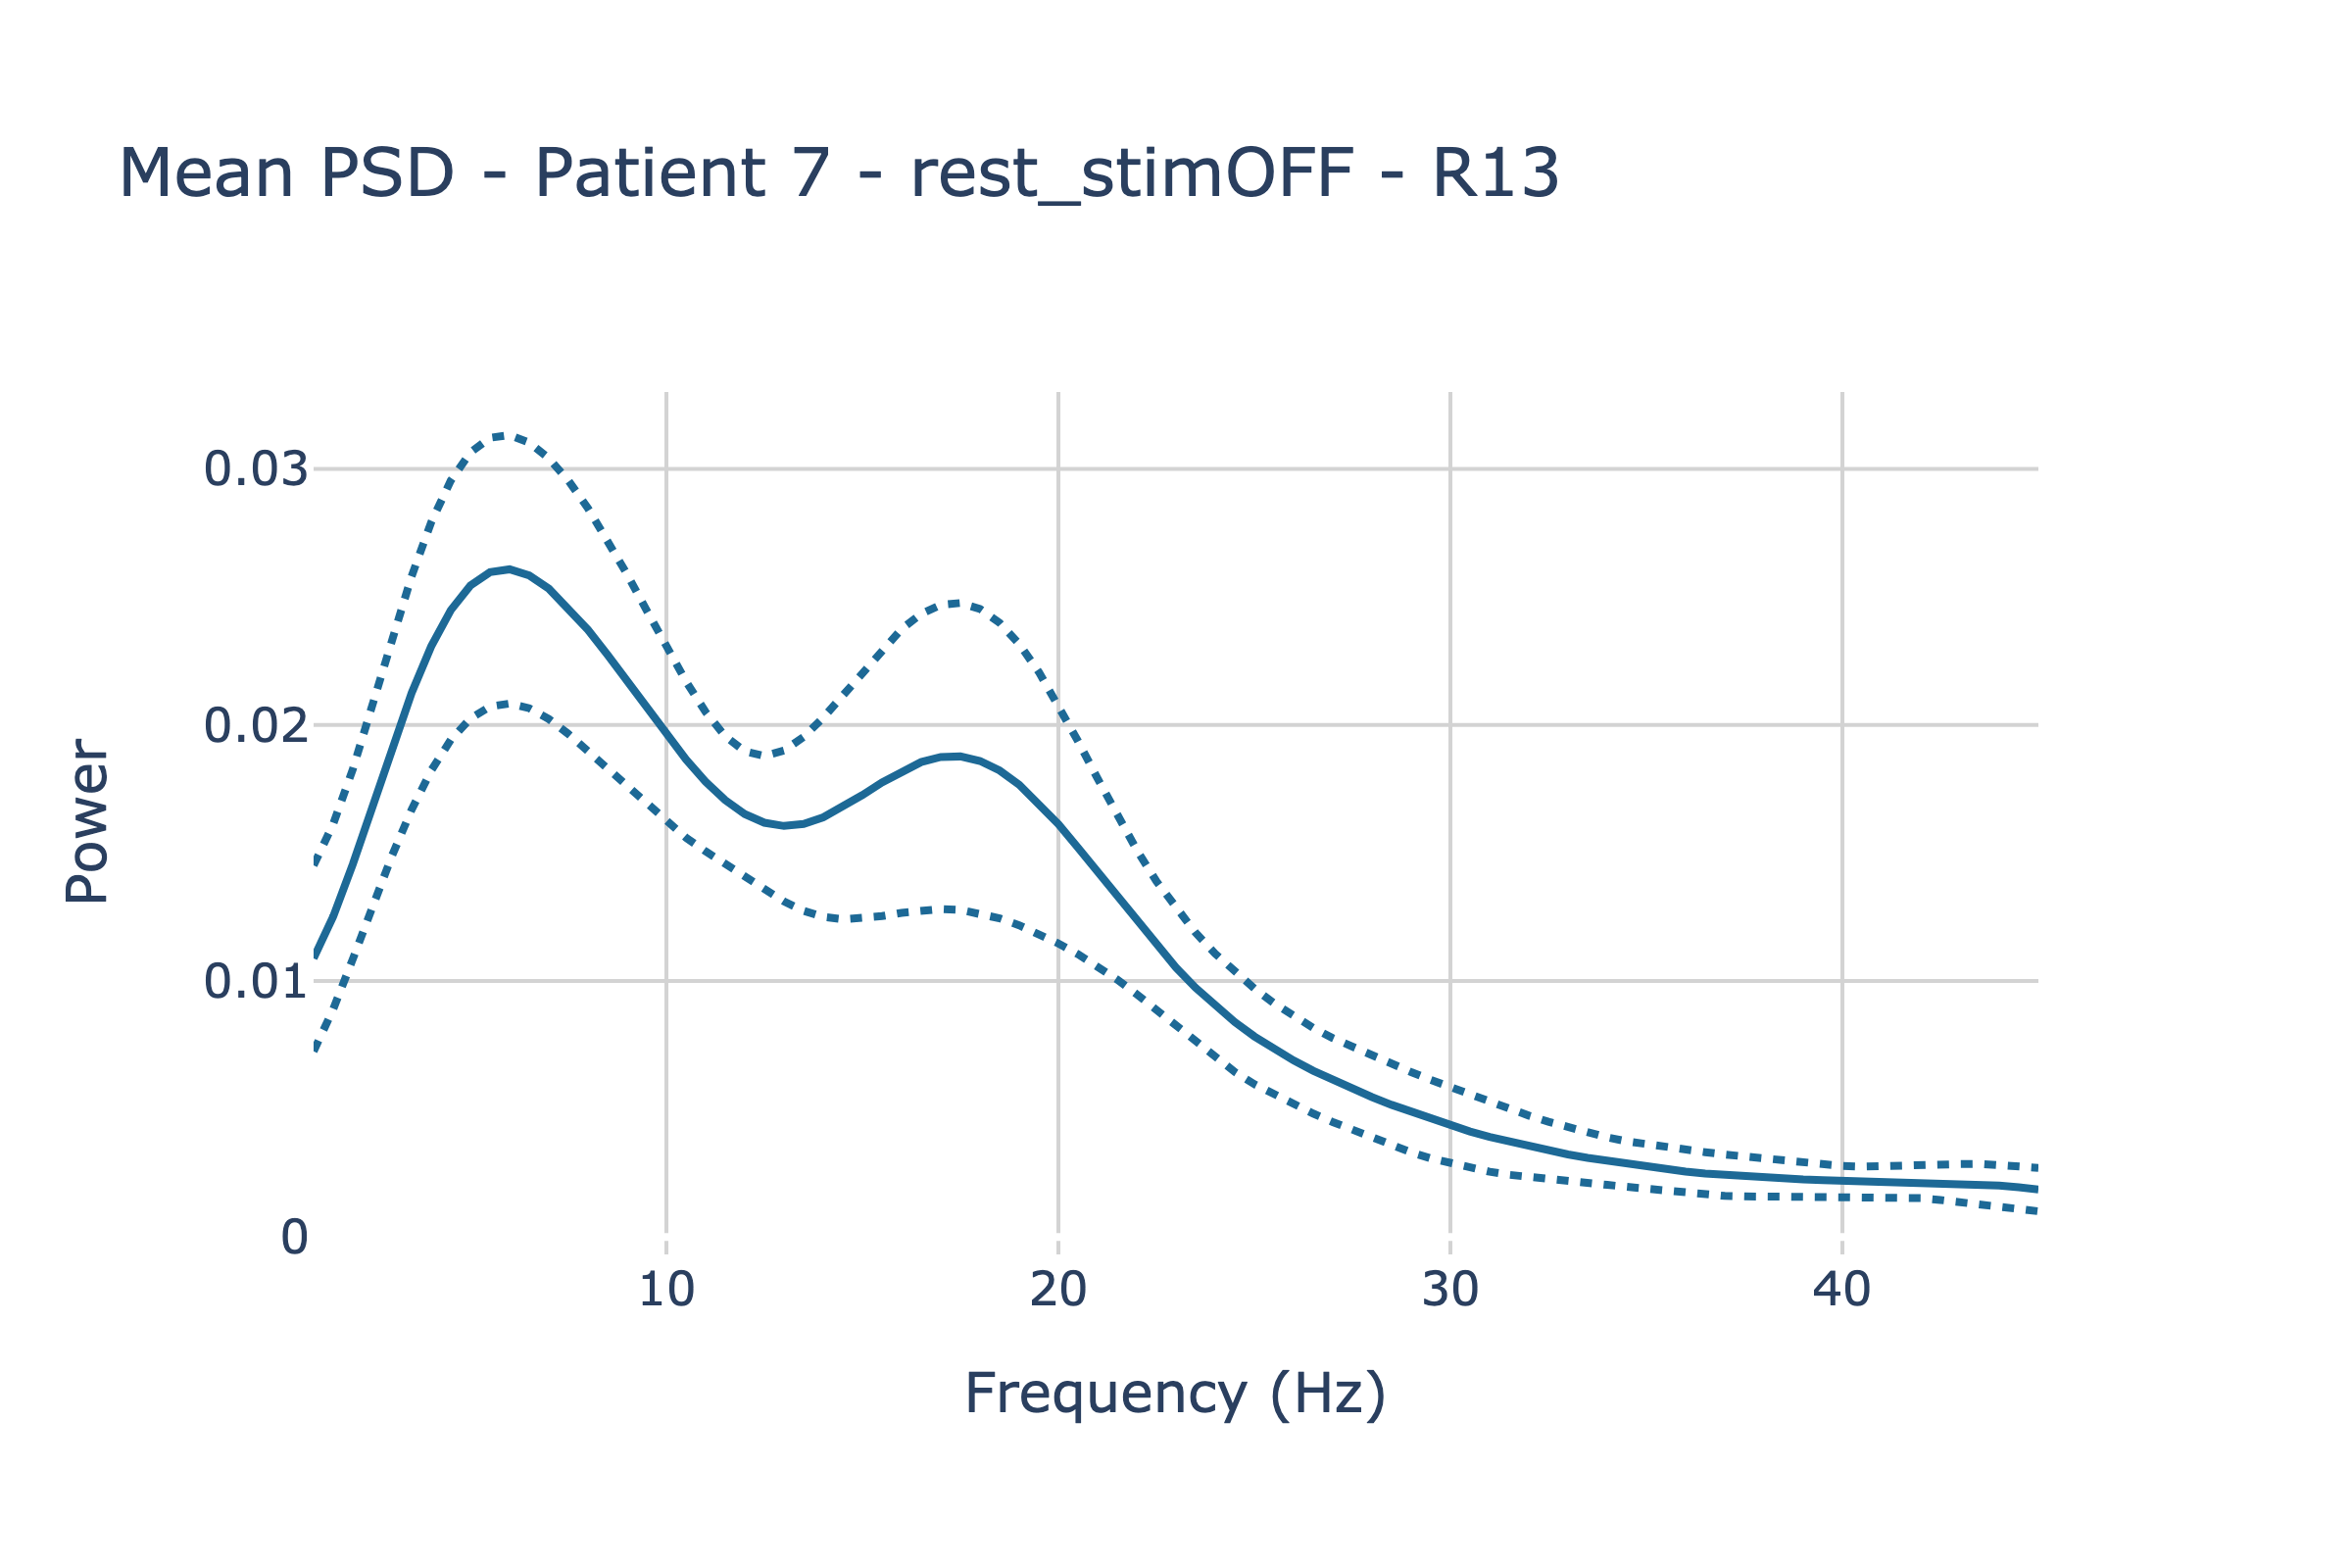 Mean PSD - Patient 7 - rest_stimOFF - R13
0.03
0.02
0.01
0
Power
10 20 30 40
Frequency (Hz)